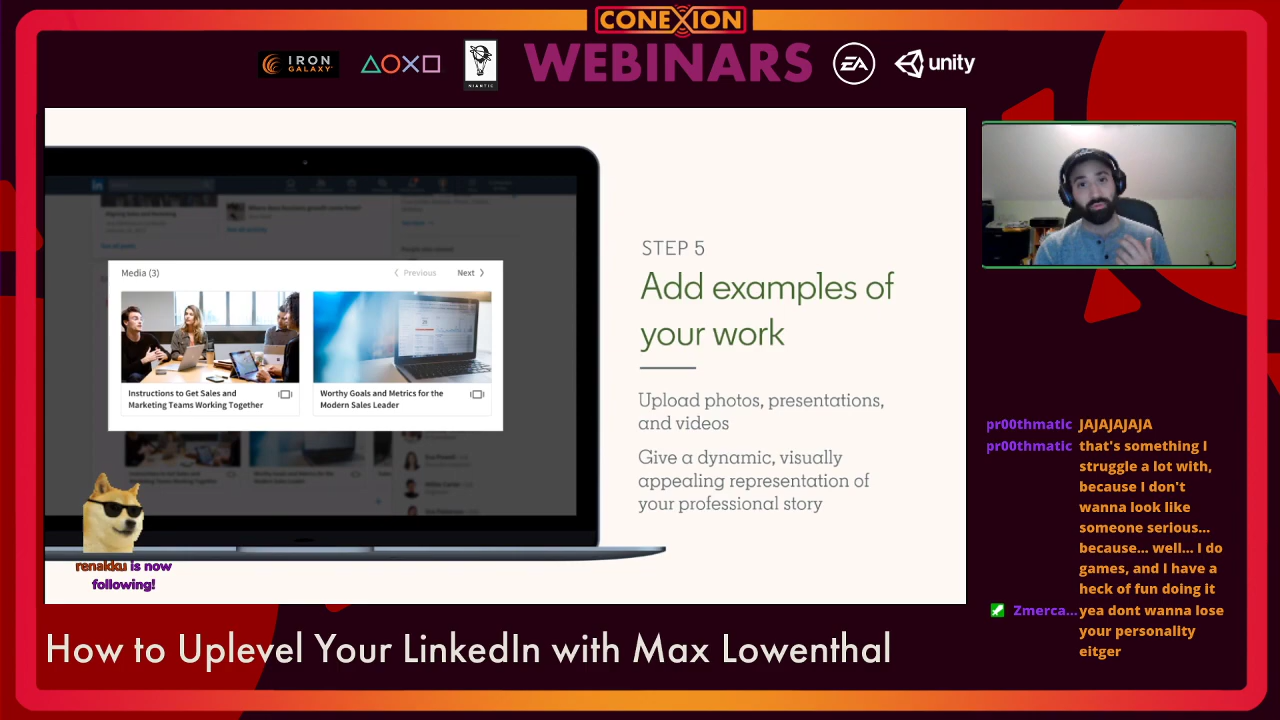 CONEXION
IRON
GALAXY
NIANTIC
WEBINARS
EA
unity
Media (3)
Previous
Next
Instructions to Get Sales and
Marketing Teams Working Together
Worthy Goals and Metrics for the
Modern Sales Leader
STEP 5
Add examples of
your work
Upload photos, presentations,
and videos
Give a dynamic, visually
appealing representation of
your professional story
renakku is now
following!
pr00thmatic JAJAJAJAJA
pr00thmatic that's something I
struggle a lot with,
because I don't
wanna look like
someone serious...
because... well... I do
games, and I have a
heck of fun doing it
Zmerca... yea dont wanna lose
your personality
eitger
How to Uplevel Your LinkedIn with Max Lowenthal